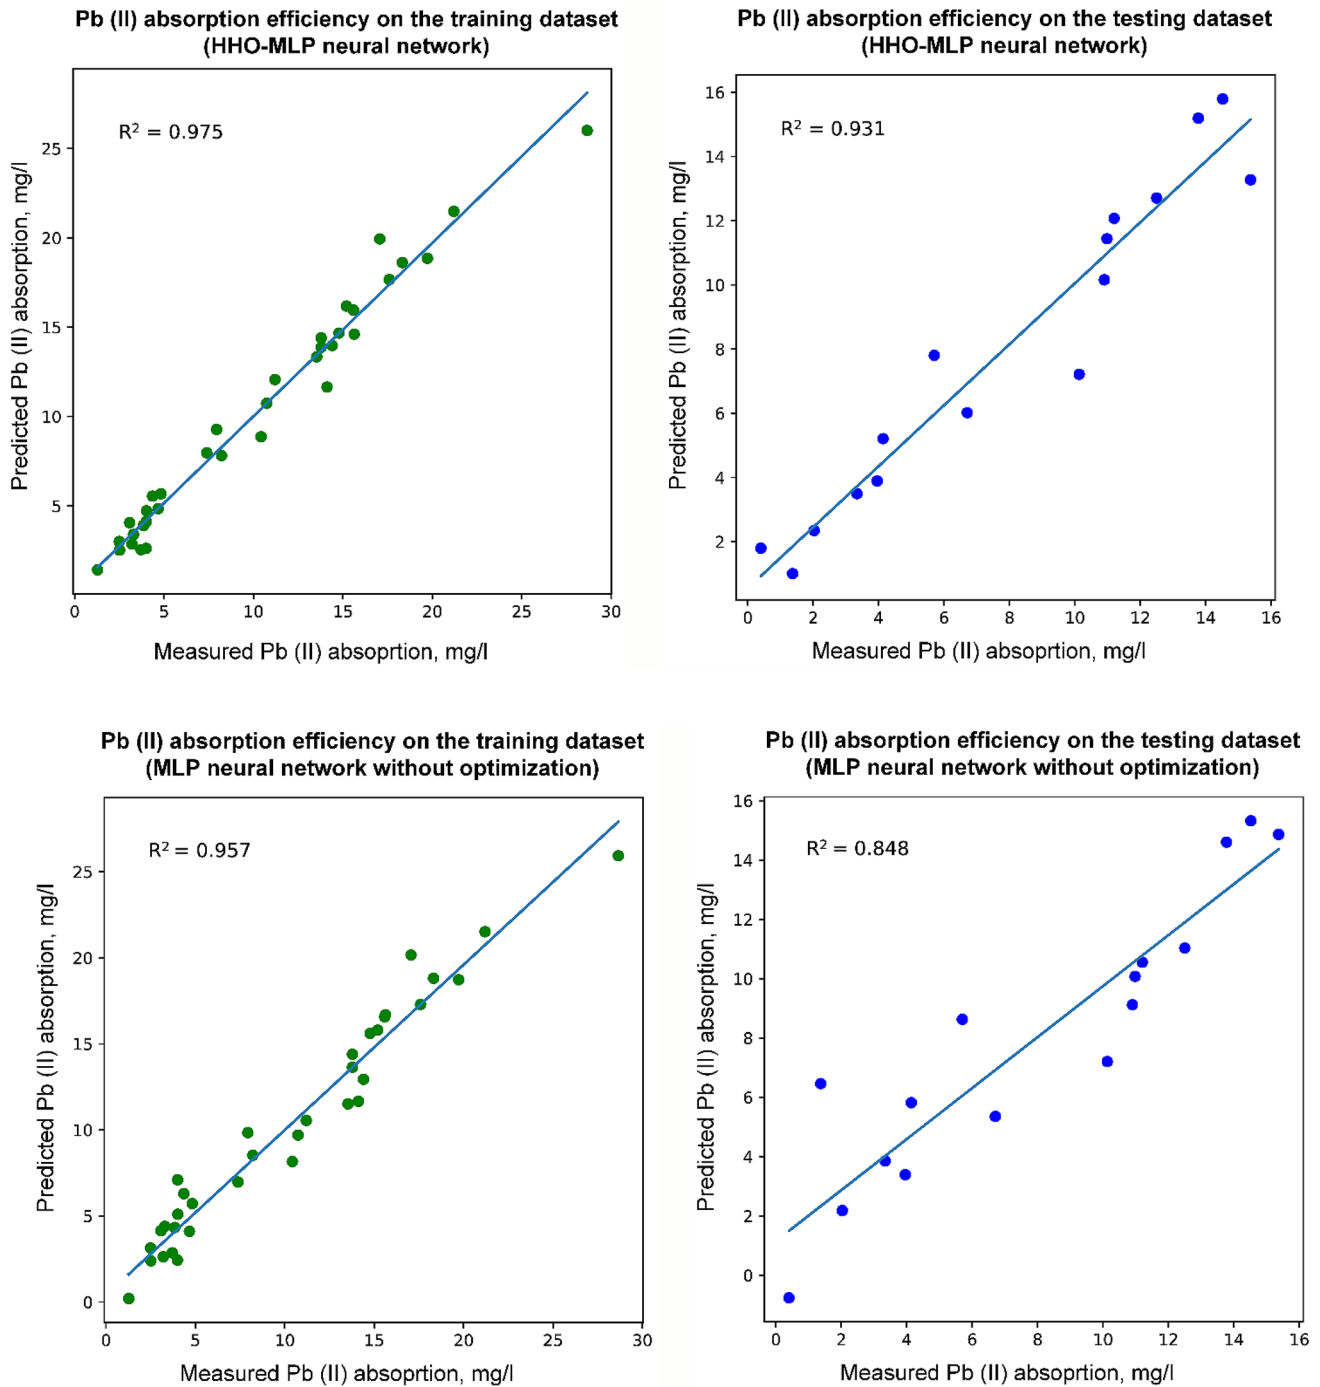 Pb (II) absorption efficiency on the training dataset
(HHO-MLP neural network)
R² = 0.975
25
20
15
10
5
0 5 10 15 20 25 30
Predicted Pb (II) absorption, mg/l
Measured Pb (II) absoprtion, mg/l
Pb (II) absorption efficiency on the testing dataset
(HHO-MLP neural network)
R² = 0.931
16
14
12
10
8
6
4
2
0 2 4 6 8 10 12 14 16
Predicted Pb (II) absorption, mg/l
Measured Pb (II) absoprtion, mg/l
Pb (II) absorption efficiency on the training dataset
(MLP neural network without optimization)
R² = 0.957
25
20
15
10
5
0
0 5 10 15 20 25 30
Predicted Pb (II) absorption, mg/l
Measured Pb (II) absoprtion, mg/l
Pb (II) absorption efficiency on the testing dataset
(MLP neural network without optimization)
R² = 0.848
16
14
12
10
8
6
4
2
0
0 2 4 6 8 10 12 14 16
Predicted Pb (II) absorption, mg/l
Measured Pb (II) absoprtion, mg/l